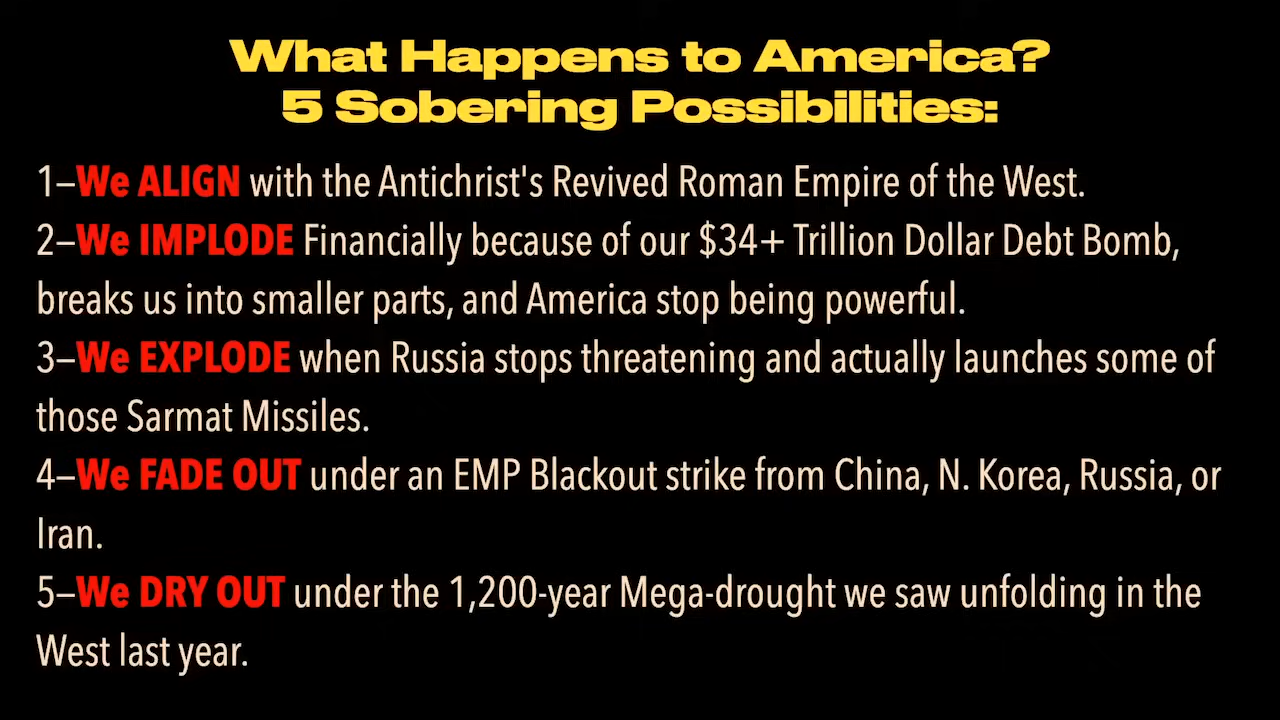 What Happens to America?
5 Sobering Possibilities:
1–We ALIGN with the Antichrist's Revived Roman Empire of the West.
2–We IMPLODE Financially because of our $34+ Trillion Dollar Debt Bomb,
breaks us into smaller parts, and America stop being powerful.
3–We EXPLODE when Russia stops threatening and actually launches some of
those Sarmat Missiles.
4–We FADE OUT under an EMP Blackout strike from China, N. Korea, Russia, or
Iran.
5–We DRY OUT under the 1,200-year Mega-drought we saw unfolding in the
West last year.